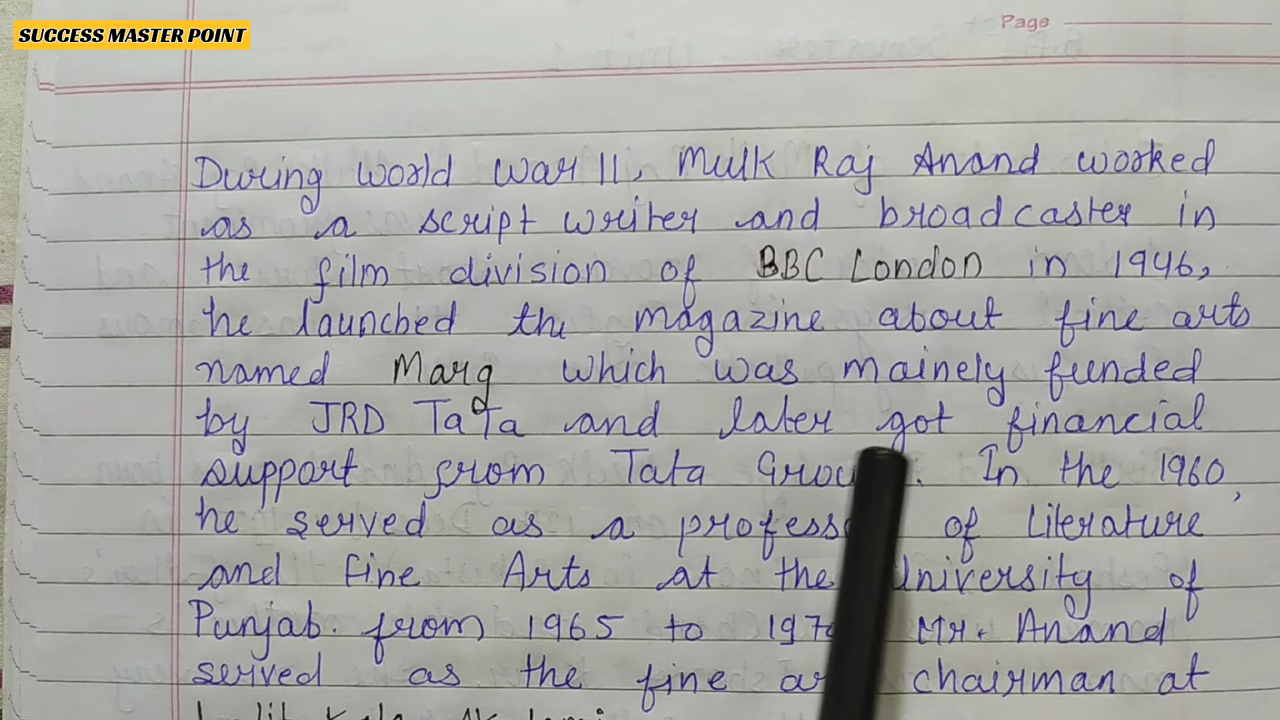 SUCCESS MASTER POINT
Page
During world war II, Mulk Raj Anand worked
as a script writer and broadcaster in
the film division of BBC London in 1946,
he launched the magazine about fine arts
named Marg which was mainely funded
by JRD TaTa and later got financial
support from Tata In the 1960,
he served as a of literature
and fine Arts at the University of
Punjab. from 1965 to Mr. Anand
served as the fine chairman at